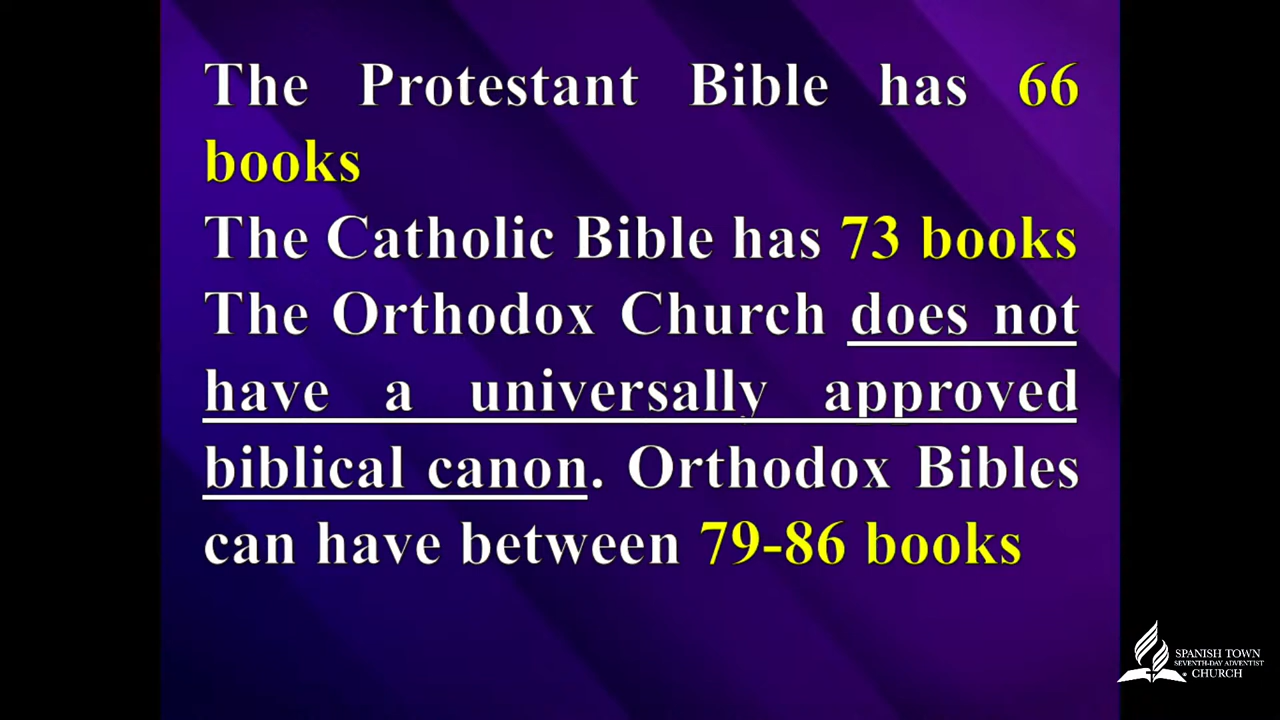 The Protestant Bible has 66
books
The Catholic Bible has 73 books
The Orthodox Church does not
have a universally approved
biblical canon. Orthodox Bibles
can have between 79-86 books
SPANISH TOWN
SEVENTH-DAY ADVENTIST
CHURCH